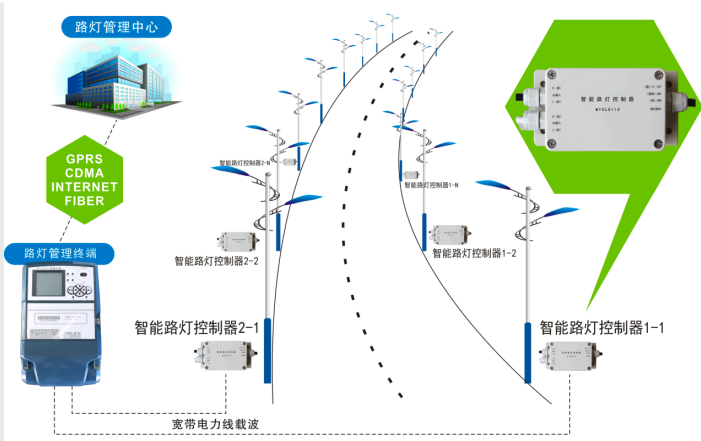 路灯管理中心
GPRS
CDMA
INTERNET
FIBER
路灯管理终端
智能路灯控制器
智能路灯控制器2-N
智能路灯控制器1-N
智能路灯控制器2-2
智能路灯控制器1-2
智能路灯控制器2-1
智能路灯控制器1-1
宽带电力线载波